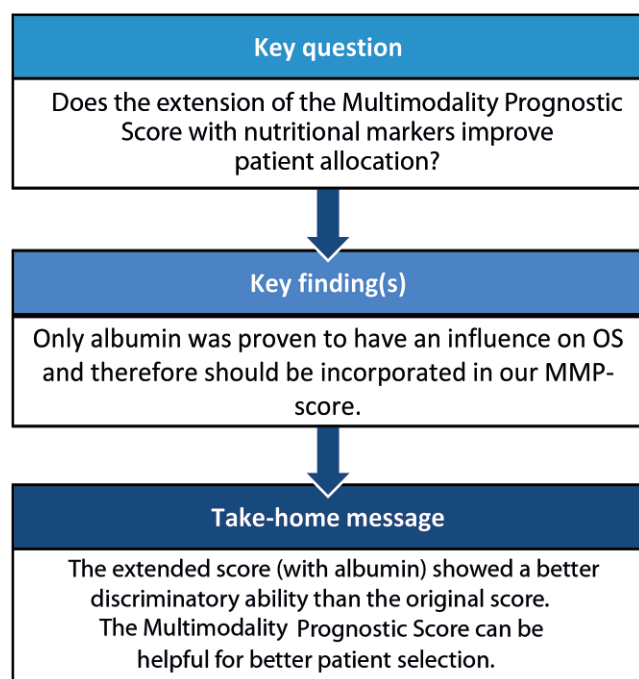 Key question
Does the extension of the Multimodality Prognostic
Score with nutritional markers improve
patient allocation?
Key finding(s)
Only albumin was proven to have an influence on OS
and therefore should be incorporated in our MMP-
score.
Take-home message
The extended score (with albumin) showed a better
discriminatory ability than the original score.
The Multimodality Prognostic Score can be
helpful for better patient selection.